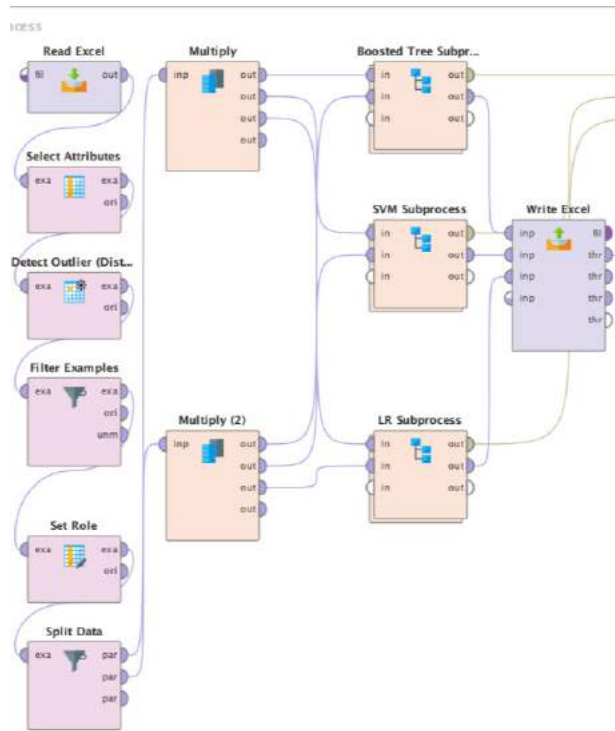 Read Excel
fil out
Select Attributes
exa exa
ori
Detect Outlier (Dist...
exa exa
ori
Filter Examples
exa exa
ori
unm
Set Role
exa exa
ori
Split Data
exa par
par
par
Multiply
inp out
out
out
out
Multiply (2)
inp out
out
out
out
Boosted Tree Subpr...
in out
in out
in out
SVM Subprocess
in out
in out
in out
LR Subprocess
in out
in out
in out
Write Excel
inp fil
inp thr
inp thr
inp thr
thr